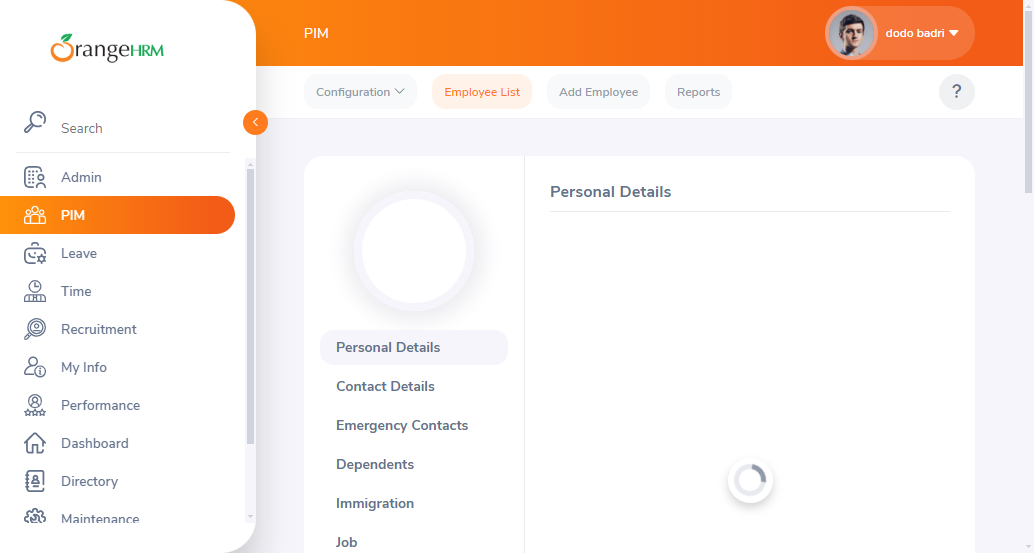 OrangeHRM
Search
Admin
PIM
Leave
Time
Recruitment
My Info
Performance
Dashboard
Directory
Maintenance
PIM
dodo badri
Configuration
Employee List
Add Employee
Reports
?
Personal Details
Contact Details
Emergency Contacts
Dependents
Immigration
Job
Personal Details